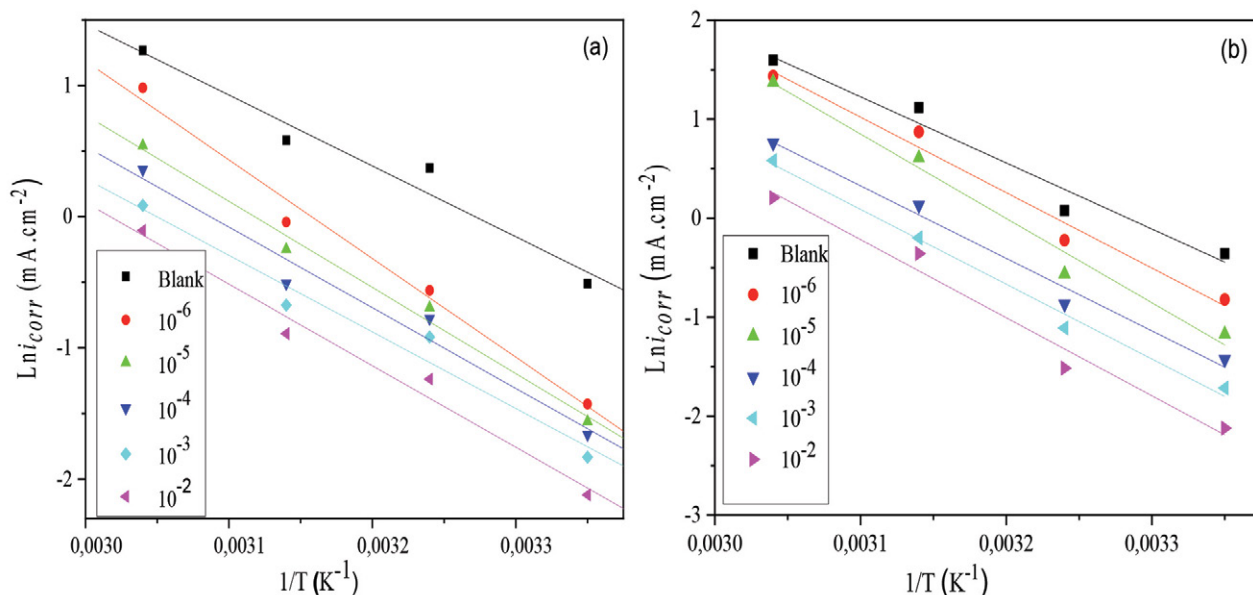 (a)
Ln i_corr (mA.cm^-2)
1
0
-1
-2
Blank
10^-6
10^-5
10^-4
10^-3
10^-2
0,0030 0,0031 0,0032 0,0033
1/T (K^-1)
(b)
Ln i_corr (mA.cm^-2)
2
1
0
-1
-2
-3
Blank
10^-6
10^-5
10^-4
10^-3
10^-2
0,0030 0,0031 0,0032 0,0033
1/T (K^-1)